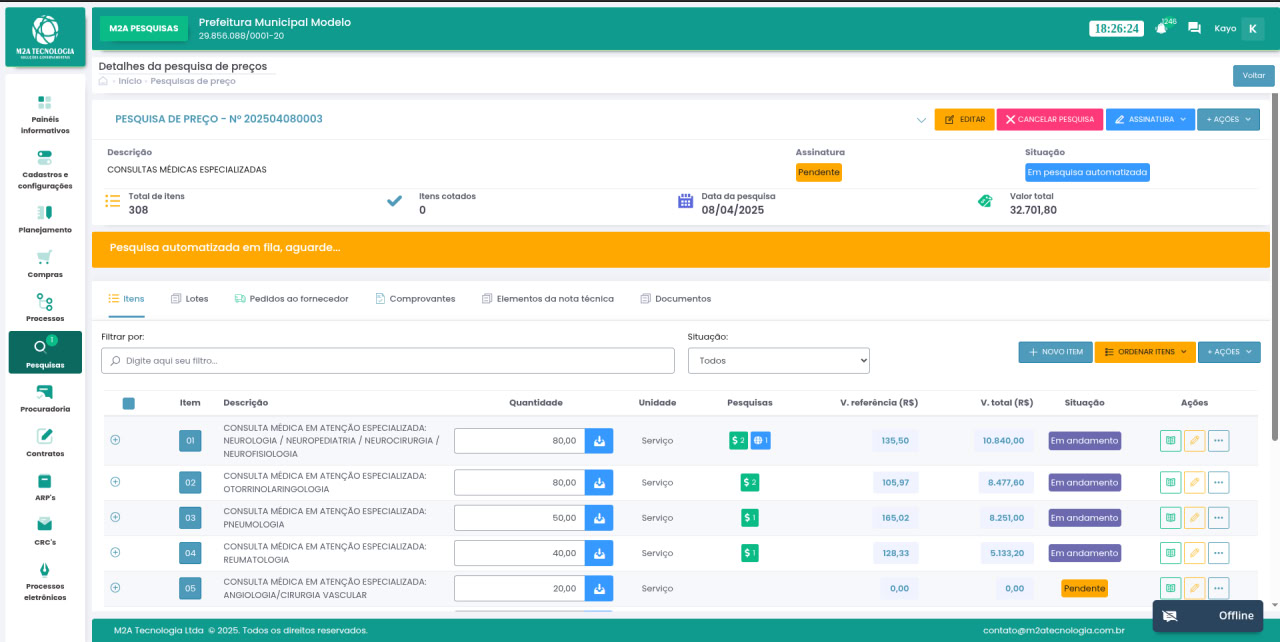 M2A TECNOLOGIA
M2A PESQUISAS
Prefeitura Municipal Modelo
29.856.088/0001-20
18:26:24
1246
Kayo
K
Detalhes da pesquisa de preços
Início - Pesquisas de preço
Voltar
Painéis informativos
Cadastros e configurações
Planejamento
Compras
Processos
1
Pesquisas
Procuradoria
Contratos
ARP's
CRC's
Processos eletrônicos
PESQUISA DE PREÇO - Nº 202504080003
EDITAR
CANCELAR PESQUISA
ASSINATURA
+ AÇÕES
Descrição
CONSULTAS MÉDICAS ESPECIALIZADAS
Assinatura
Pendente
Situação
Em pesquisa automatizada
Total de itens
308
Itens cotados
0
Data da pesquisa
08/04/2025
Valor total
32.701,80
Pesquisa automatizada em fila, aguarde...
Itens
Lotes
Pedidos ao fornecedor
Comprovantes
Elementos da nota técnica
Documentos
Filtrar por:
Digite aqui seu filtro...
Situação:
Todos
+ NOVO ITEM
ORDENAR ITENS
+ AÇÕES
Item Descrição Quantidade Unidade Pesquisas V. referência (R$) V. total (R$) Situação Ações
01
CONSULTA MÉDICA EM ATENÇÃO ESPECIALIZADA:
NEUROLOGIA / NEUROPEDIATRIA / NEUROCIRURGIA /
NEUROFISIOLOGIA
80,00 Serviço $ 2 1 135,50 10.840,00 Em andamento
02
CONSULTA MÉDICA EM ATENÇÃO ESPECIALIZADA:
OTORRINOLARINGOLOGIA
80,00 Serviço $ 2 105,97 8.477,60 Em andamento
03
CONSULTA MÉDICA EM ATENÇÃO ESPECIALIZADA:
PNEUMOLOGIA
50,00 Serviço $ 1 165,02 8.251,00 Em andamento
04
CONSULTA MÉDICA EM ATENÇÃO ESPECIALIZADA:
REUMATOLOGIA
40,00 Serviço $ 1 128,33 5.133,20 Em andamento
05
CONSULTA MÉDICA EM ATENÇÃO ESPECIALIZADA:
ANGIOLOGIA/CIRURGIA VASCULAR
20,00 Serviço 0,00 0,00 Pendente
Offline
M2A Tecnologia Ltda © 2025. Todos os direitos reservados.
contato@m2atecnologia.com.br